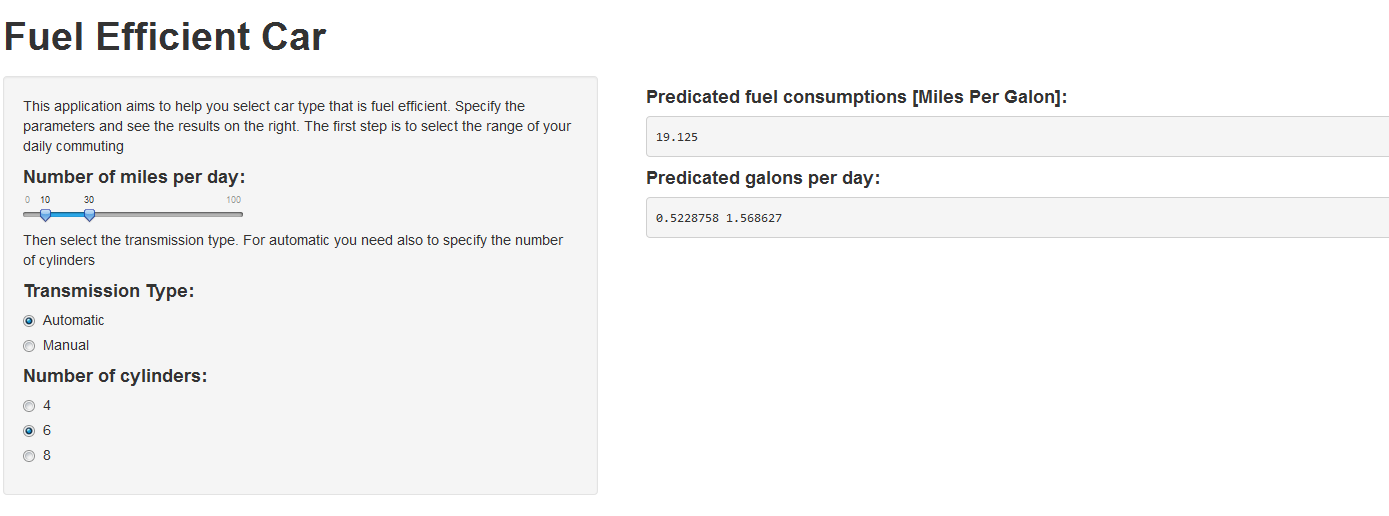 Fuel Efficient Car
This application aims to help you select car type that is fuel efficient. Specify the
parameters and see the results on the right. The first step is to select the range of your
daily commuting
Number of miles per day:
0 10 30 100
Then select the transmission type. For automatic you need also to specify the number
of cylinders
Transmission Type:
Automatic
Manual
Number of cylinders:
4
6
8
Predicated fuel consumptions [Miles Per Galon]:
19.125
Predicated galons per day:
0.5228758 1.568627